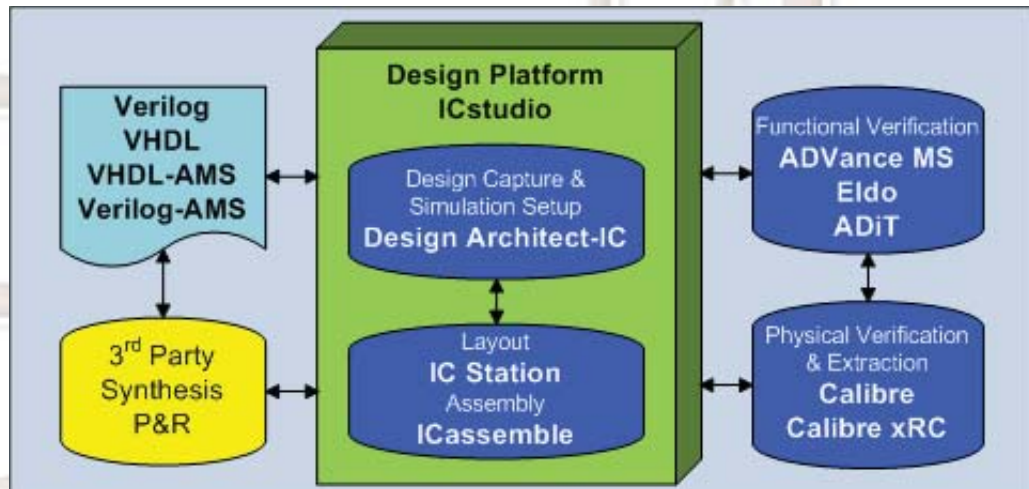 Verilog
VHDL
VHDL-AMS
Verilog-AMS
3rd Party
Synthesis
P&R
Design Platform
ICstudio
Design Capture &
Simulation Setup
Design Architect-IC
Layout
IC Station
Assembly
ICassemble
Functional Verification
ADVance MS
Eldo
ADiT
Physical Verification
& Extraction
Calibre
Calibre xRC